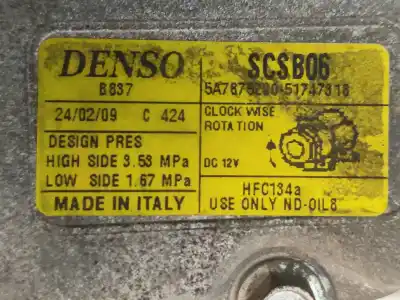 DENSO
B837
24/02/09 C 424
DESIGN PRES
HIGH SIDE 3.53 MPa
LOW SIDE 1.67 MPa
MADE IN ITALY
SCSB06
5A7875200-51747318
CLOCK WISE
ROTATION
DC 12V
HFC134a
USE ONLY ND-OIL8